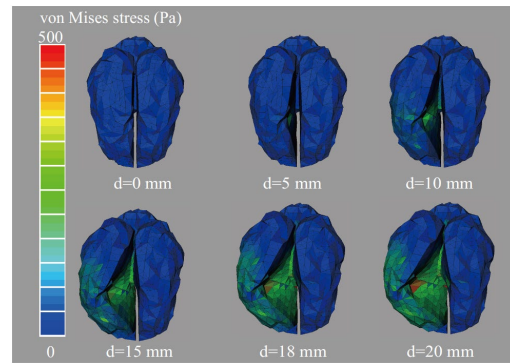 von Mises stress (Pa)
500
d=0 mm
d=5 mm
d=10 mm
d=15 mm
d=18 mm
d=20 mm
0